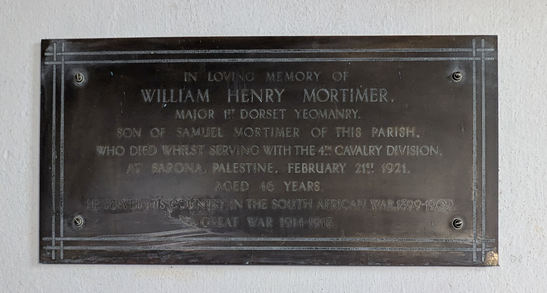 IN LOVING MEMORY OF
WILLIAM HENRY MORTIMER.
MAJOR 1ST DORSET YEOMANRY.
SON OF SAMUEL MORTIMER OF THIS PARISH,
WHO DIED WHILST SERVING WITH THE 4TH CAVALRY DIVISION,
AT SARONA, PALESTINE, FEBRUARY 21ST 1921.
AGED 46 YEARS.
HE SERVED HIS COUNTRY IN THE SOUTH AFRICAN WAR 1899-1902,
GREAT WAR 1914-1918.